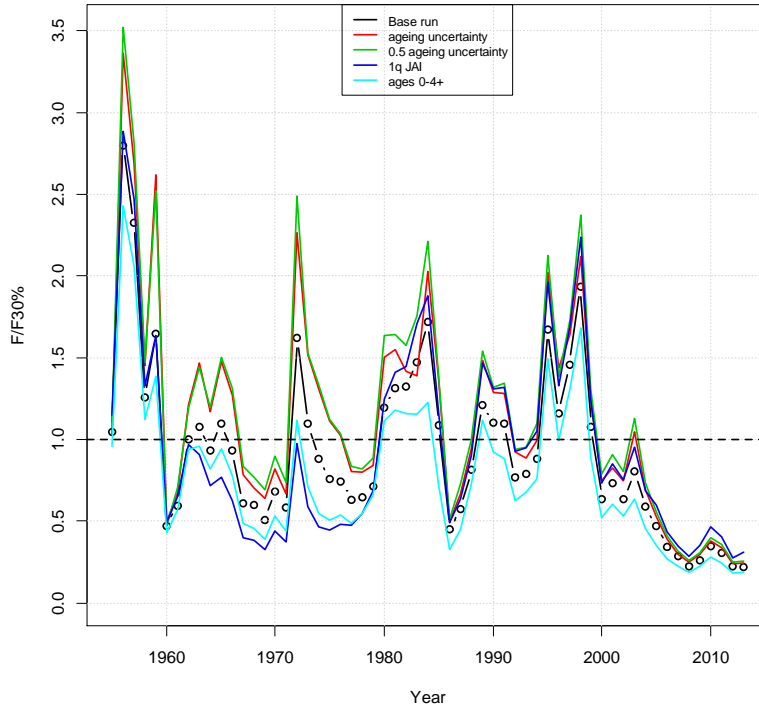 Base run
ageing uncertainty
0.5 ageing uncertainty
1q JAI
ages 0-4+
F/F30%
3.5
3.0
2.5
2.0
1.5
1.0
0.5
0.0
1960 1970 1980 1990 2000 2010
Year